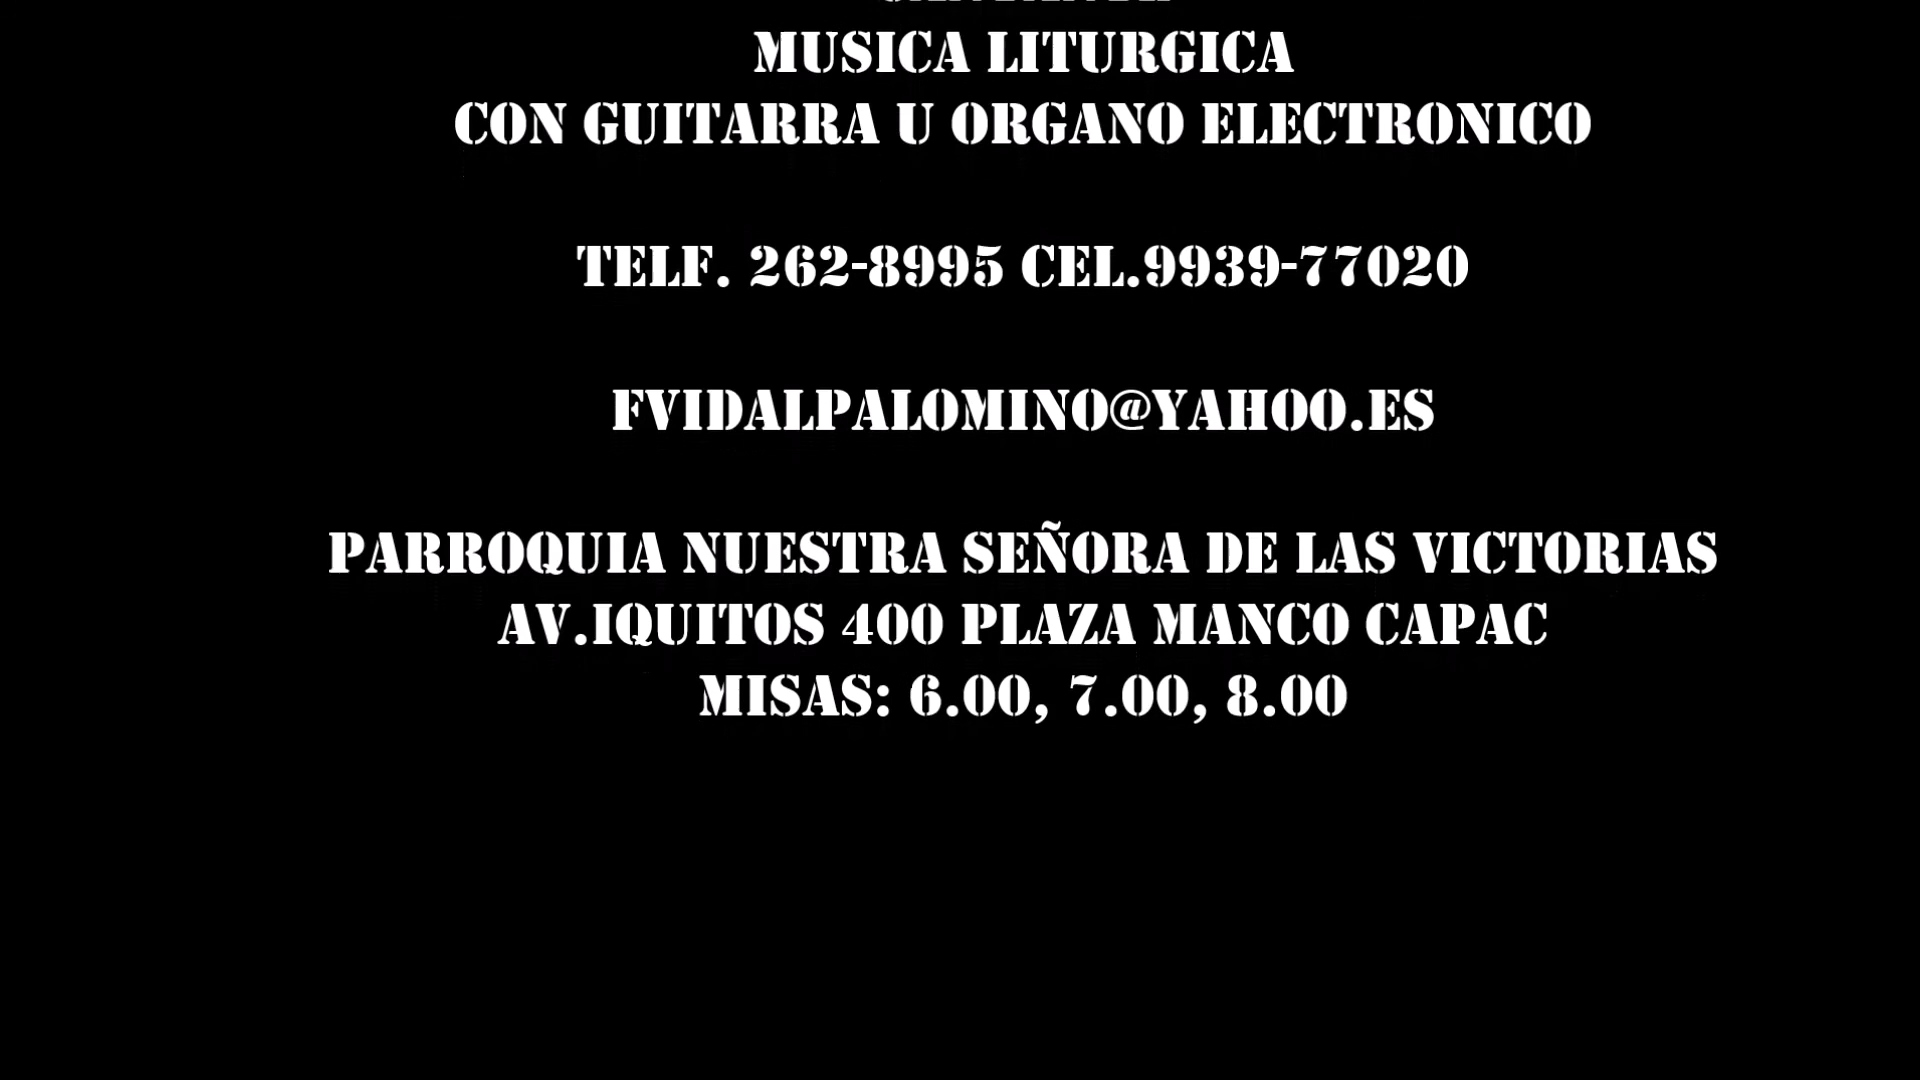 MUSICA LITURGICA
CON GUITARRA U ORGANO ELECTRONICO
TELF. 262-8995 CEL.9939-77020
FVIDALPALOMINO@YAHOO.ES
PARROQUIA NUESTRA SEÑORA DE LAS VICTORIAS
AV.IQUITOS 400 PLAZA MANCO CAPAC
MISAS: 6.00, 7.00, 8.00